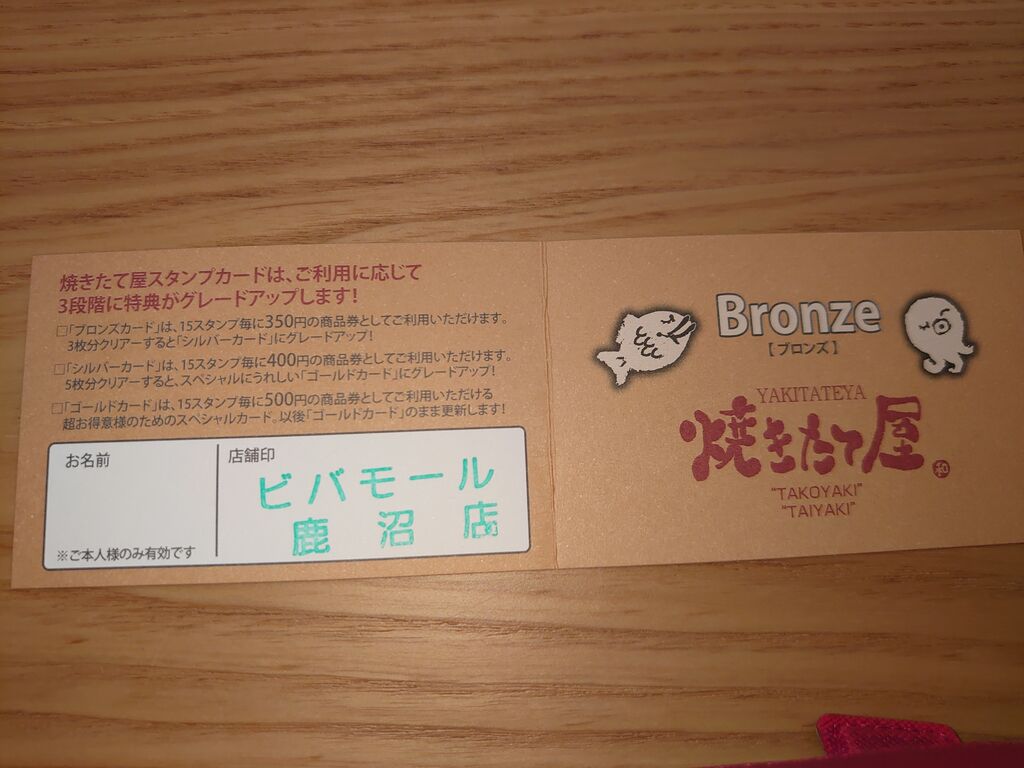 焼きたて屋スタンプカードは、ご利用に応じて
3段階に特典がグレードアップします!
□「ブロンズカード」は、15スタンプ毎に350円の商品券としてご利用いただけます。
3枚分クリアーすると「シルバーカード」にグレードアップ!
□「シルバーカード」は、15スタンプ毎に400円の商品券としてご利用いただけます。
5枚分クリアーすると、スペシャルにうれしい「ゴールドカード」にグレードアップ!
□「ゴールドカード」は、15スタンプ毎に500円の商品券としてご利用いただける
超お得意様のためのスペシャルカード。以後「ゴールドカード」のまま更新します!
お名前
※ご本人様のみ有効です
店舗印
ビバモール
鹿沼店
Bronze
【ブロンズ】
YAKITATEYA
焼きたて屋
和
"TAKOYAKI"
"TAIYAKI"